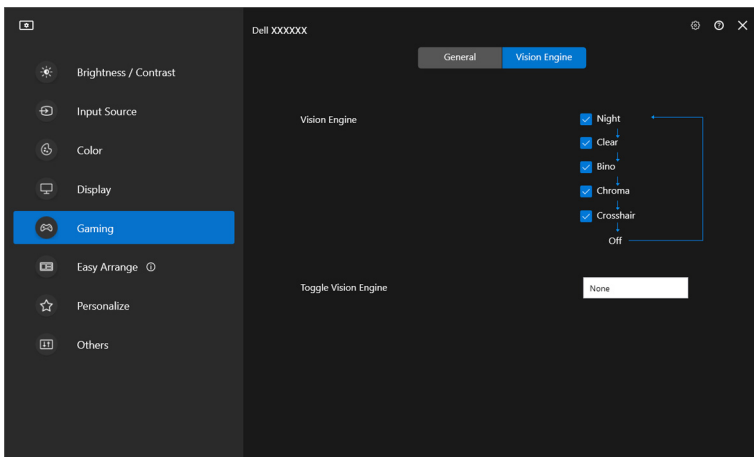 Dell XXXXXX
General
Vision Engine
Brightness / Contrast
Input Source
Color
Display
Gaming
Easy Arrange
Personalize
Others
Vision Engine
Night
Clear
Bino
Chroma
Crosshair
Off
Toggle Vision Engine
None